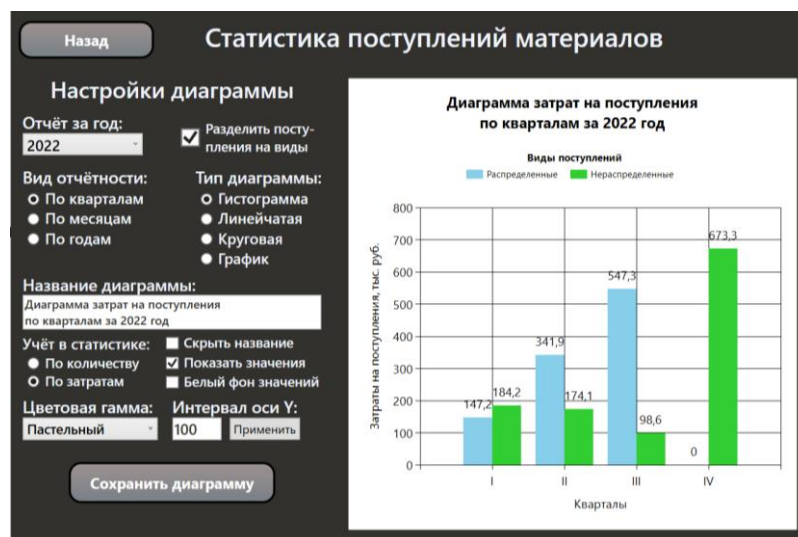 Назад
Статистика поступлений материалов
Настройки диаграммы
Отчёт за год:
2022
Разделить посту-
пления на виды
Вид отчётности:
По кварталам
По месяцам
По годам
Тип диаграммы:
Гистограмма
Линейчатая
Круговая
График
Название диаграммы:
Диаграмма затрат на поступления
по кварталам за 2022 год
Учёт в статистике:
По количеству
По затратам
Скрыть название
Показать значения
Белый фон значений
Цветовая гамма:
Пастельный
Интервал оси Y:
100
Применить
Сохранить диаграмму
Диаграмма затрат на поступления
по кварталам за 2022 год
Виды поступлений
Распределенные
Нераспределенные
Затраты на поступления, тыс. руб.
800
700
600
500
400
300
200
100
0
147,2
184,2
341,9
174,1
547,3
98,6
0
673,3
I
II
III
IV
Кварталы